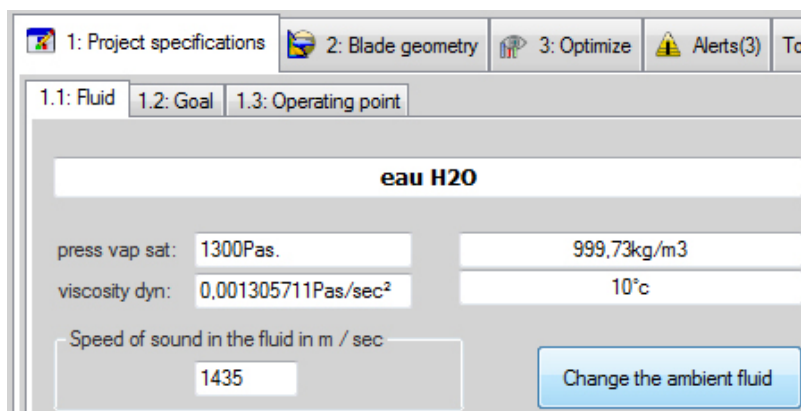 1: Project specifications 2: Blade geometry 3: Optimize Alerts(3)
1.1: Fluid 1.2: Goal 1.3: Operating point
eau H2O
press vap sat: 1300Pas. 999,73kg/m3
viscosity dyn: 0,001305711Pas/sec² 10°c
Speed of sound in the fluid in m / sec
1435
Change the ambient fluid